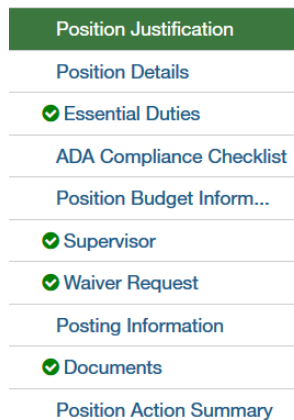 Position Justification
Position Details
Essential Duties
ADA Compliance Checklist
Position Budget Inform...
Supervisor
Waiver Request
Posting Information
Documents
Position Action Summary